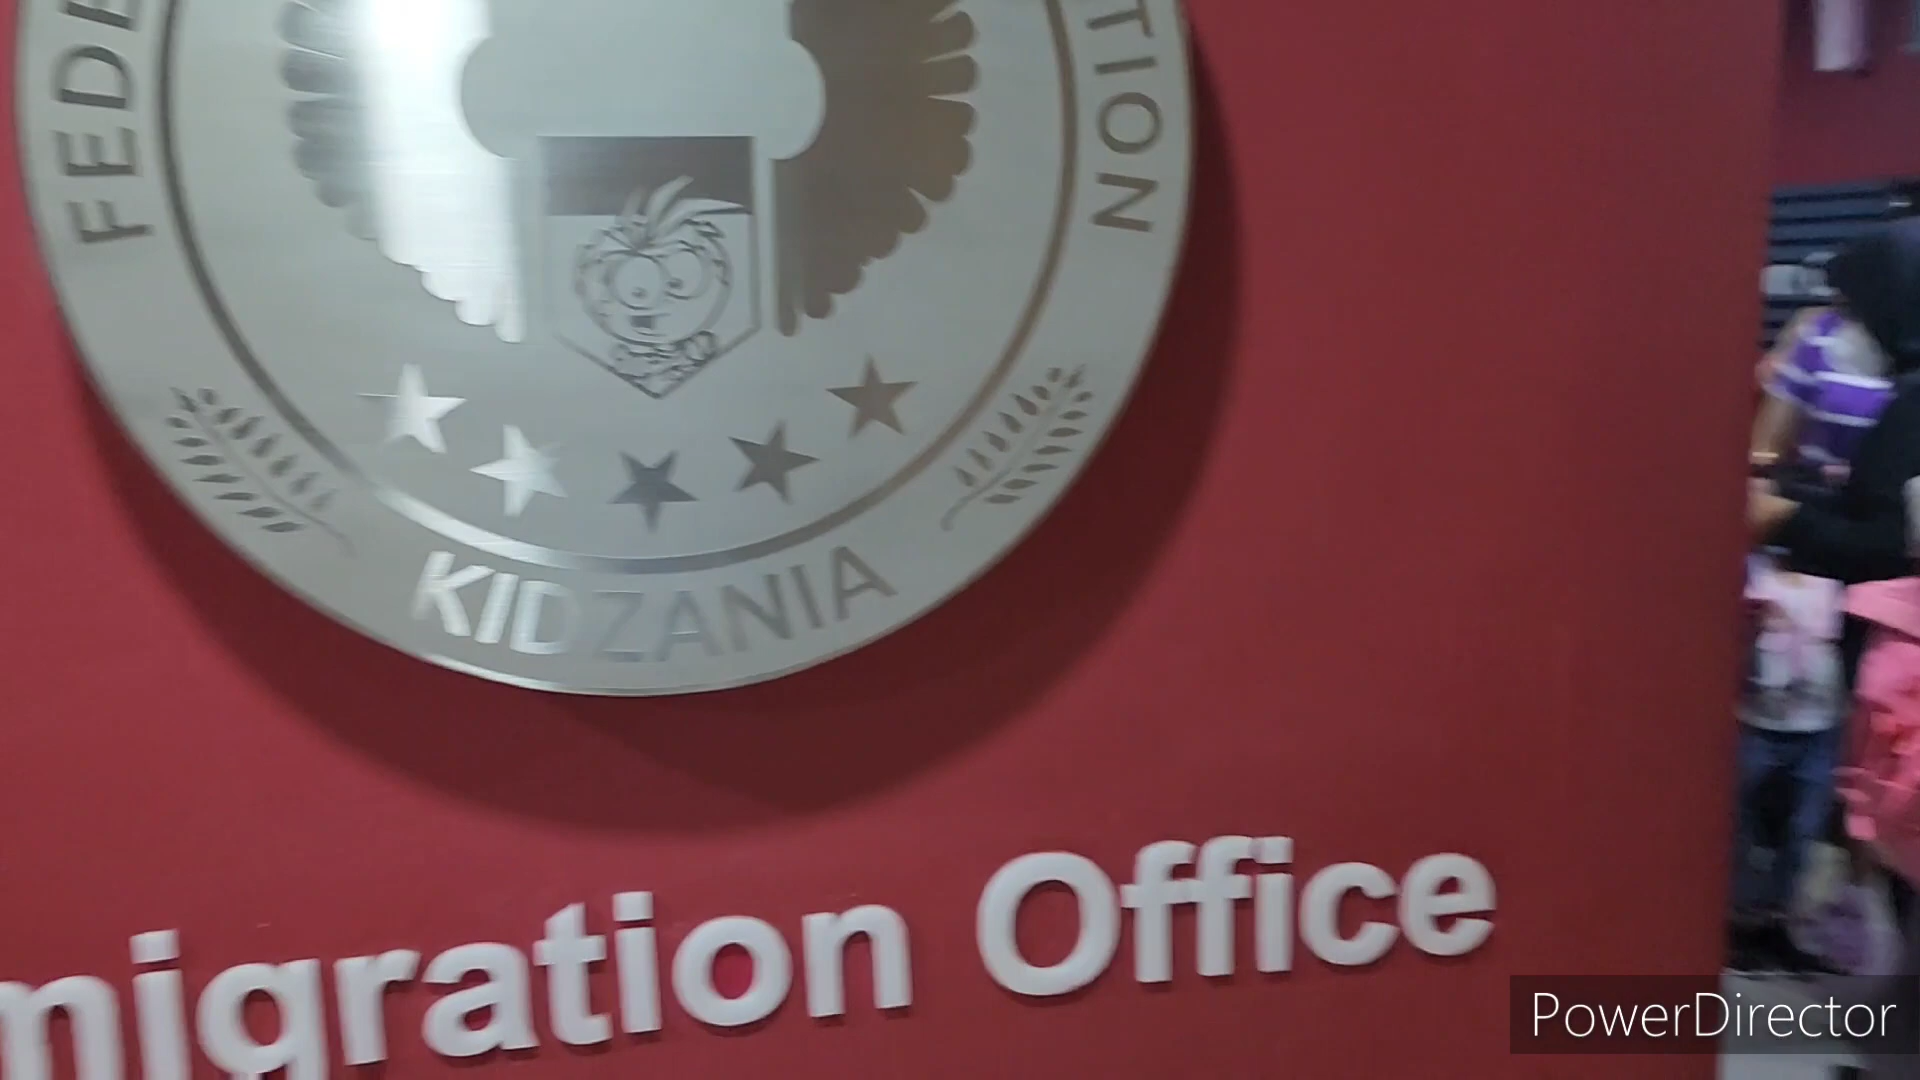 FEDE
TION
KIDZANIA
migration Office
PowerDirector